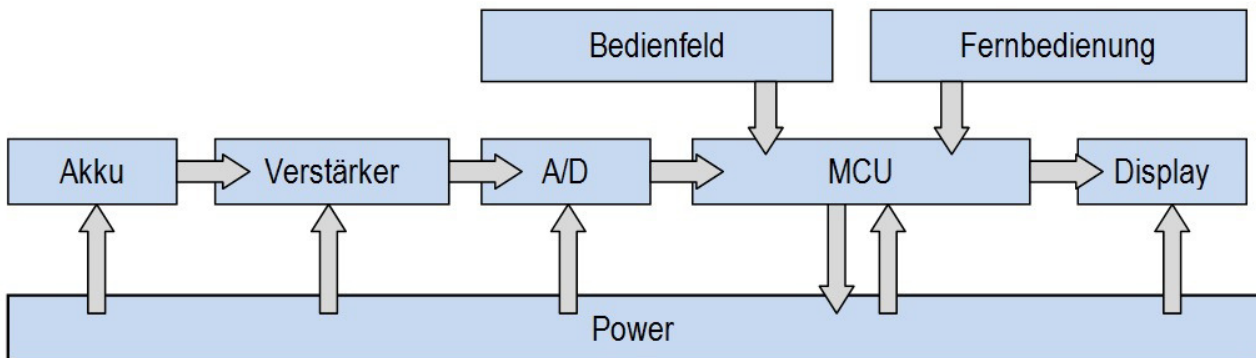 Bedienfeld
Fernbedienung
Akku
Verstärker
A/D
MCU
Display
Power